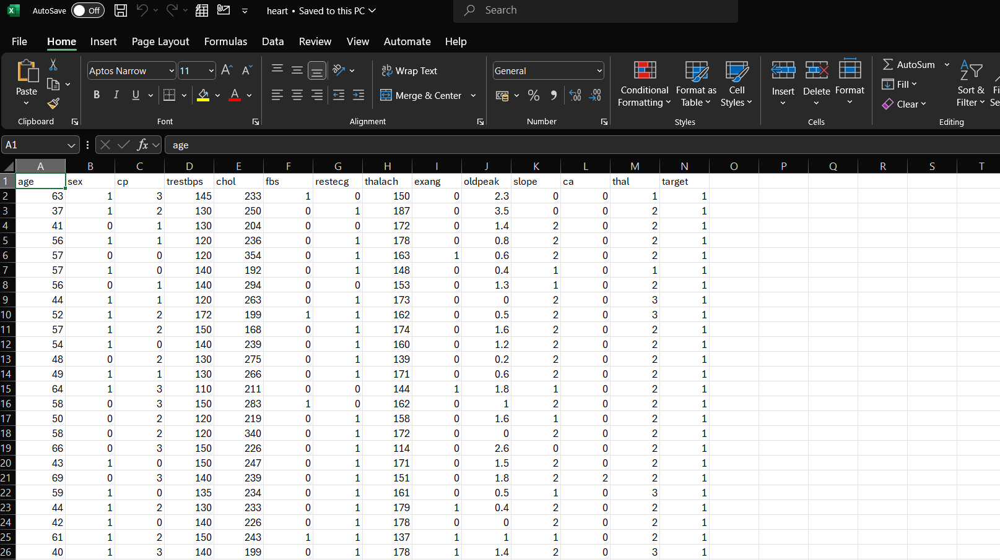 AutoSave Off heart • Saved to this PC Search
File Home Insert Page Layout Formulas Data Review View Automate Help
Aptos Narrow 11 A A ab Wrap Text General AutoSum
Paste B I U A Merge & Center % Conditional Formatting Format as Table Cell Styles Insert Delete Format Fill Clear Sort & Filter
Clipboard Font Alignment Number Styles Cells Editing
A1 fx age
A B C D E F G H I J K L M N O P Q R S T
1 age sex cp trestbps chol fbs restecg thalach exang oldpeak slope ca thal target
2 63 1 3 145 233 1 0 150 0 2.3 0 0 1 1
3 37 1 2 130 250 0 1 187 0 3.5 0 0 2 1
4 41 0 1 130 204 0 0 172 0 1.4 2 0 2 1
5 56 1 1 120 236 0 1 178 0 0.8 2 0 2 1
6 57 0 0 120 354 0 1 163 1 0.6 2 0 2 1
7 57 1 0 140 192 0 1 148 0 0.4 1 0 1 1
8 56 0 1 140 294 0 0 153 0 1.3 1 0 2 1
9 44 1 1 120 263 0 1 173 0 0 2 0 3 1
10 52 1 2 172 199 1 1 162 0 0.5 2 0 3 1
11 57 1 2 150 168 0 1 174 0 1.6 2 0 2 1
12 54 1 0 140 239 0 1 160 0 1.2 2 0 2 1
13 48 0 2 130 275 0 1 139 0 0.2 2 0 2 1
14 49 1 1 130 266 0 1 171 0 0.6 2 0 2 1
15 64 1 3 110 211 0 0 144 1 1.8 1 0 2 1
16 58 0 3 150 283 1 0 162 0 1 2 0 2 1
17 50 0 2 120 219 0 1 158 0 1.6 1 0 2 1
18 58 0 2 120 340 0 1 172 0 0 2 0 2 1
19 66 0 3 150 226 0 1 114 0 2.6 0 0 2 1
20 43 1 0 150 247 0 1 171 0 1.5 2 0 2 1
21 69 0 3 140 239 0 1 151 0 1.8 2 2 2 1
22 59 1 0 135 234 0 1 161 0 0.5 1 0 3 1
23 44 1 2 130 233 0 1 179 1 0.4 2 0 2 1
24 42 1 0 140 226 0 1 178 0 0 2 0 2 1
25 61 1 2 150 243 1 1 137 1 1 1 0 2 1
26 40 1 3 140 199 0 1 178 1 1.4 2 0 3 1